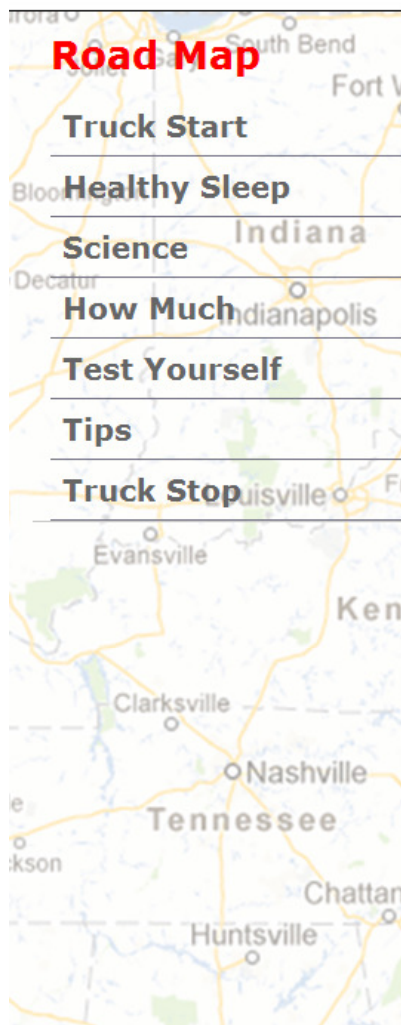 South Bend
Road Map
Fort
Truck Start
Healthy Sleep
Indiana
Science
Decatur
How Much
Indianapolis
Test Yourself
Tips
Truck Stop
Louisville
Evansville
Ken
Clarksville
Nashville
Tennessee
kson
Chattan
Huntsville